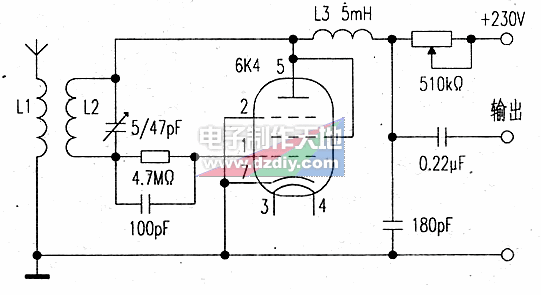 L3 5mH
+230V
6K4
5
510kΩ
L1
L2
5/47pF
2
输出
电子制作天地
1
0.22μF
4.7MΩ
www.dzdiy.com
7
3
4
100pF
180pF